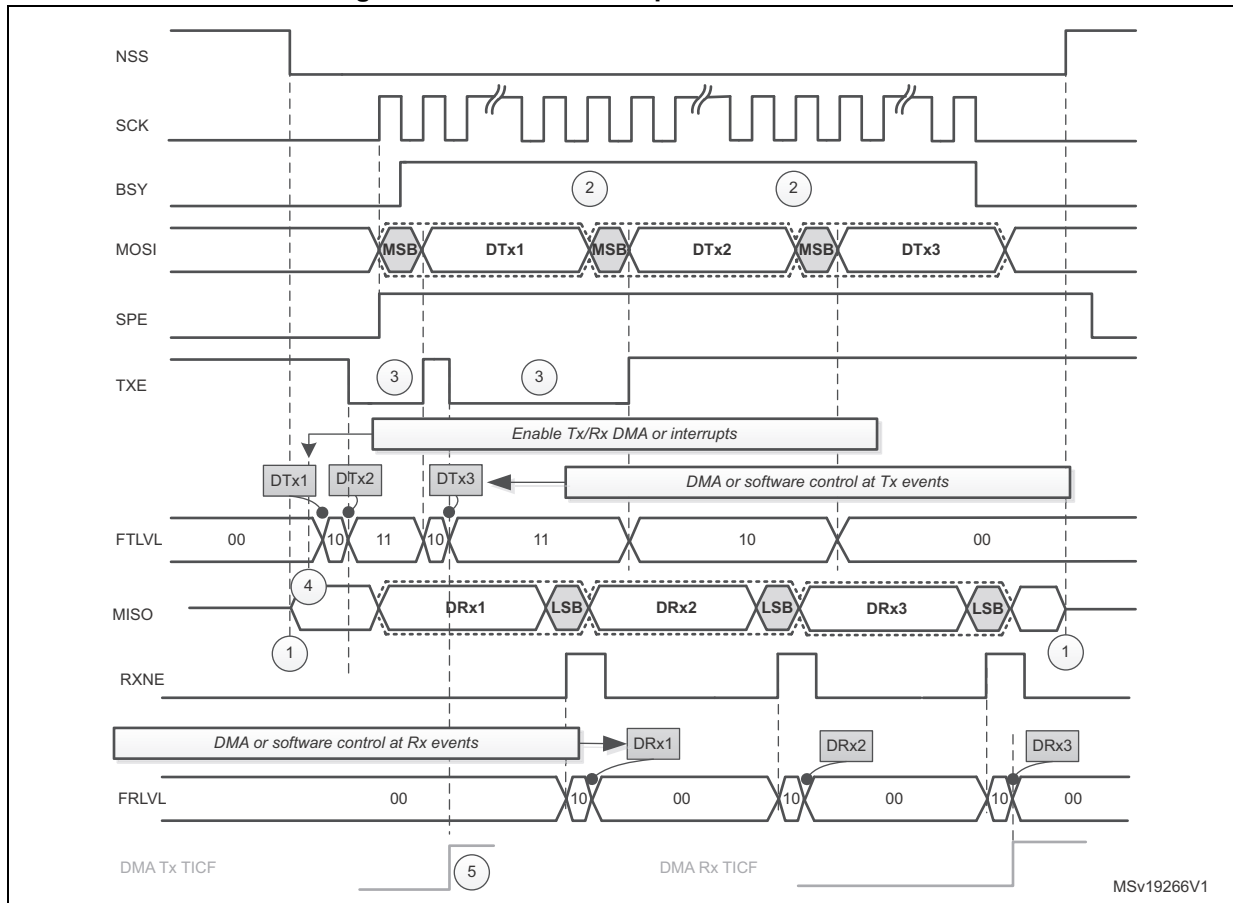 NSS
SCK
BSY
2 2
MOSI
MSB DTx1 MSB DTx2 MSB DTx3
SPE
TXE
3 3
Enable Tx/Rx DMA or interrupts
DTx1 DTx2 DTx3 DMA or software control at Tx events
FTLVL
00 10 11 10 11 10 00
4
MISO
DRx1 LSB DRx2 LSB DRx3 LSB
1 1
RXNE
DMA or software control at Rx events DRx1 DRx2 DRx3
FRLVL
00 10 00 10 00 10 00
DMA Tx TICF 5 DMA Rx TICF
MSv19266V1